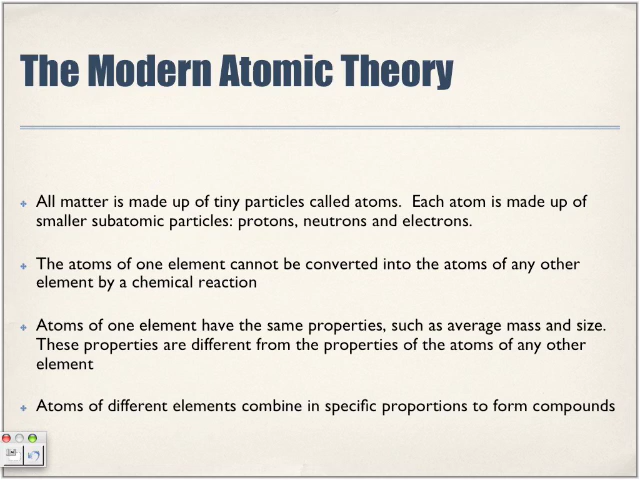 The Modern Atomic Theory
All matter is made up of tiny particles called atoms.  Each atom is made up of
smaller subatomic particles: protons, neutrons and electrons.
The atoms of one element cannot be converted into the atoms of any other
element by a chemical reaction
Atoms of one element have the same properties, such as average mass and size.
These properties are different from the properties of the atoms of any other
element
Atoms of different elements combine in specific proportions to form compounds